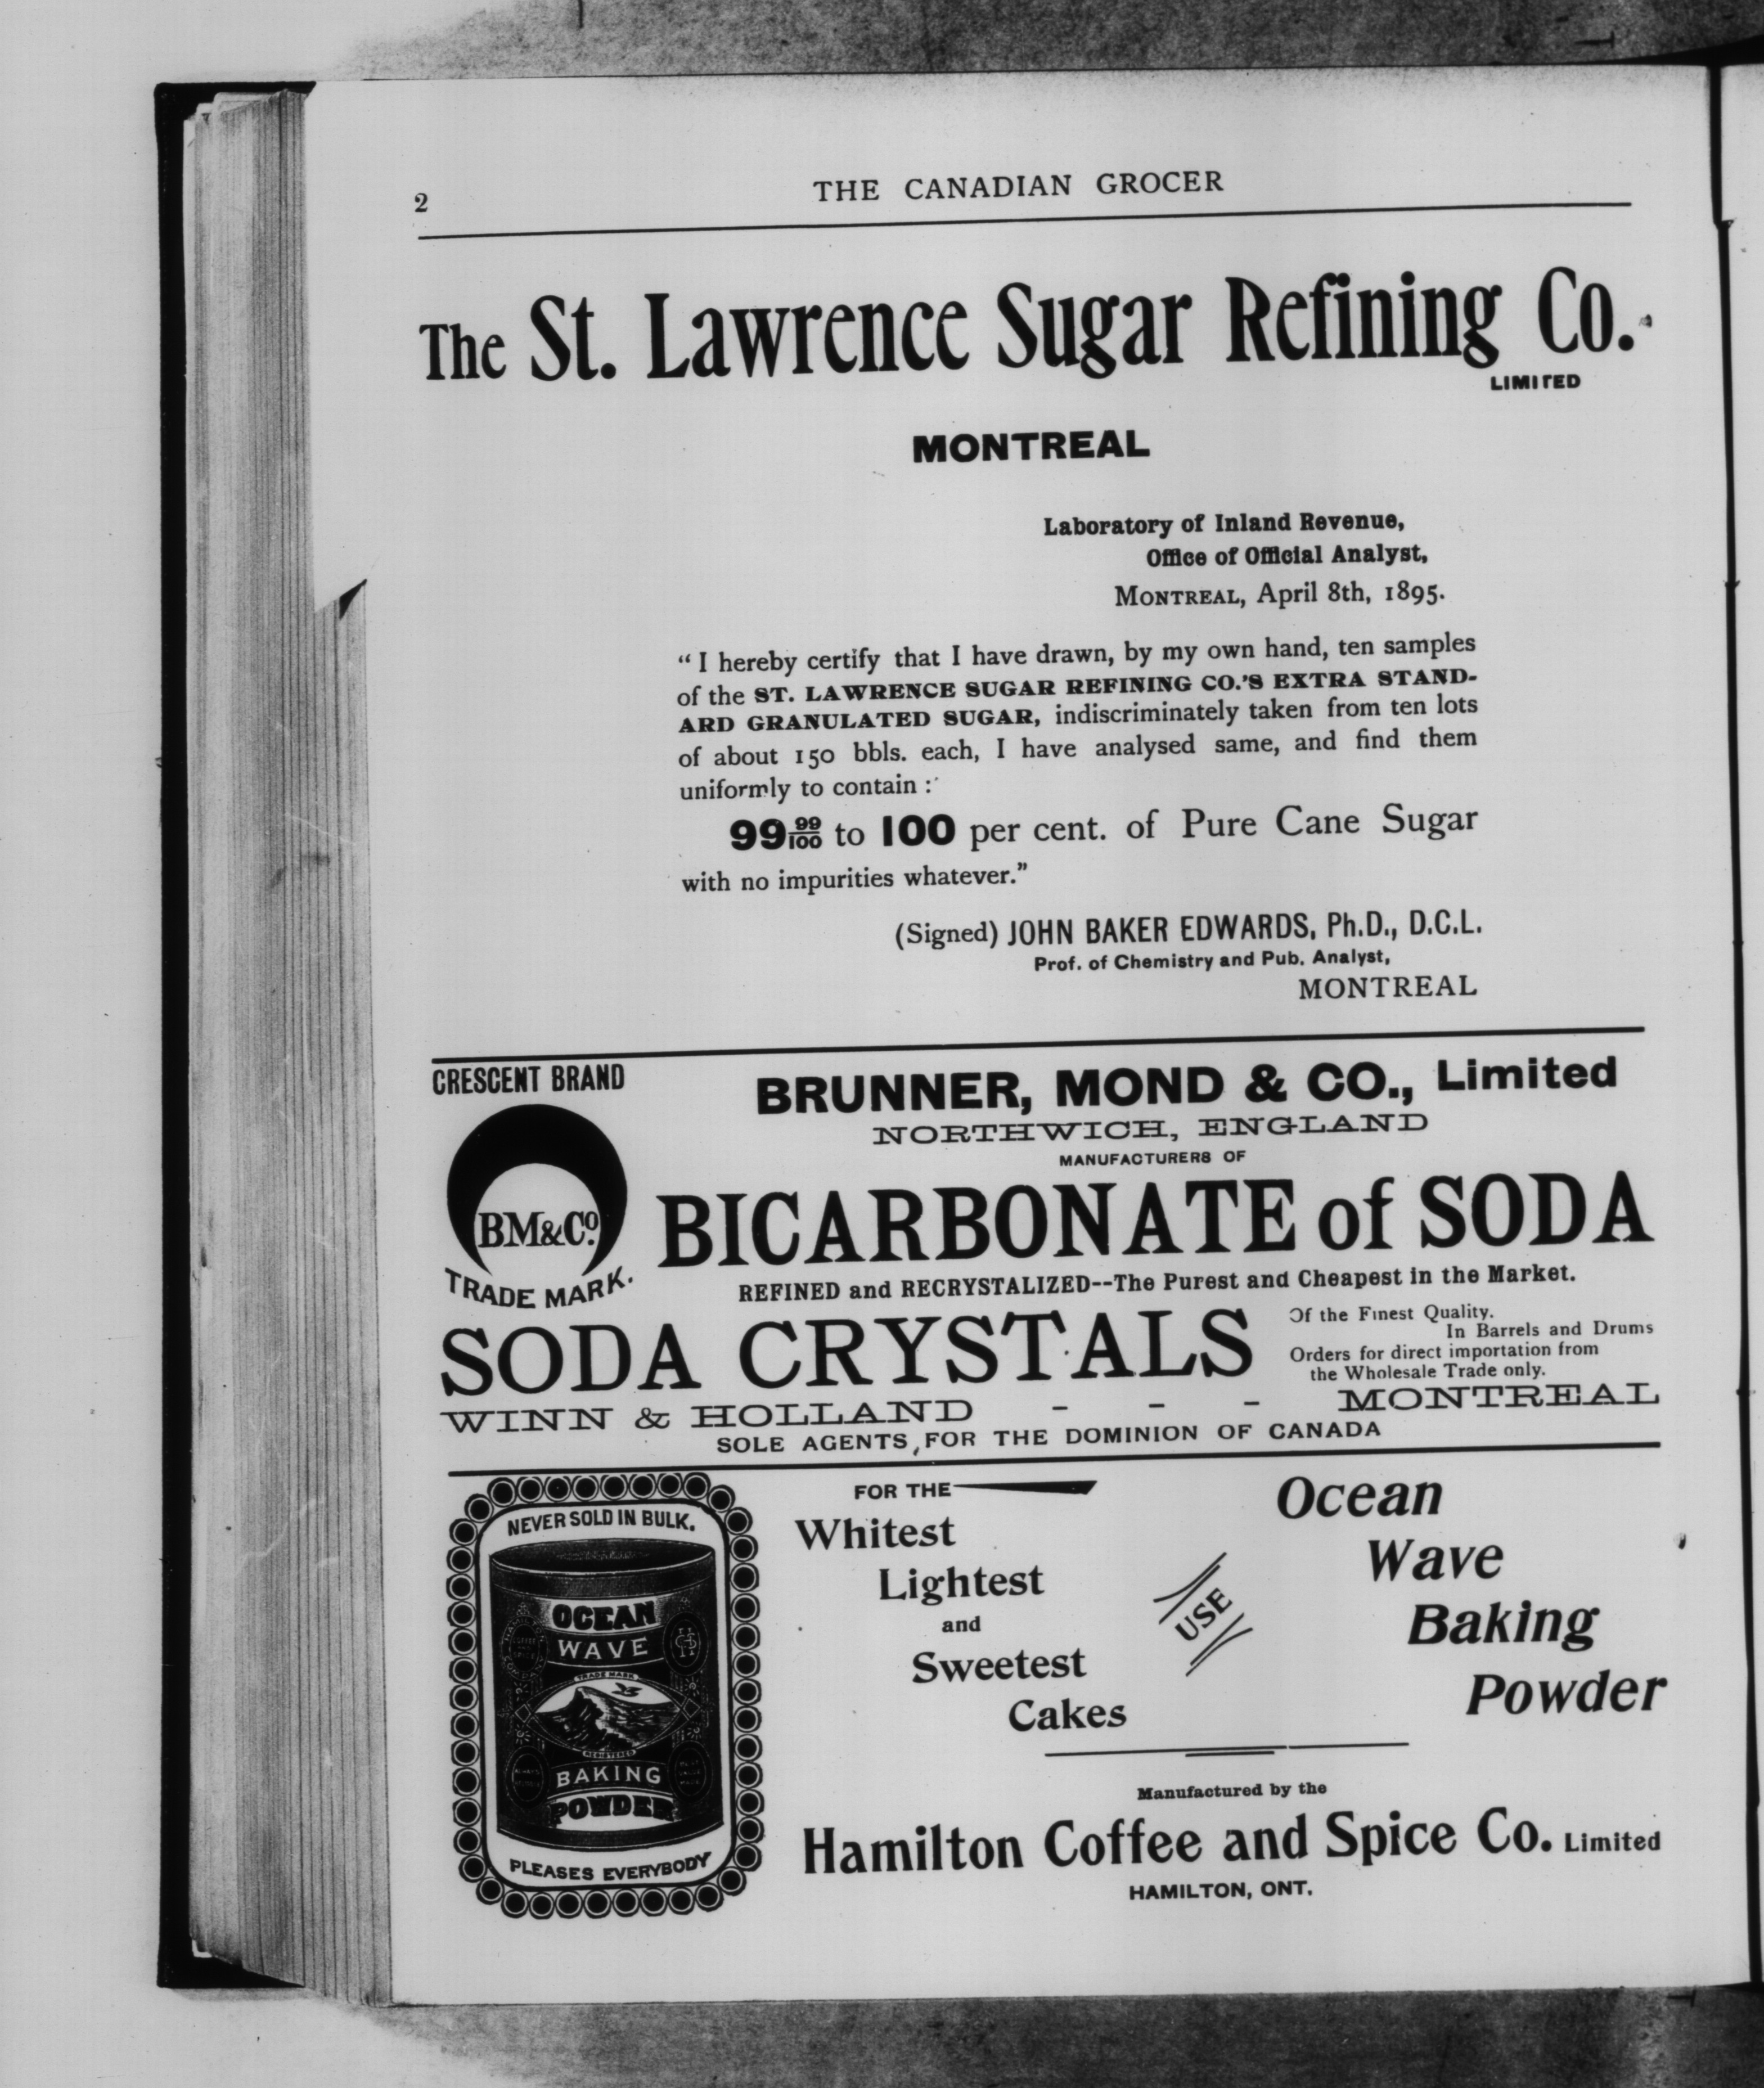 2
THE CANADIAN GROCER
The St. Lawrence Sugar Refining Co.
LIMITED
MONTREAL
Laboratory of Inland Revenue,
Office of Official Analyst,
MONTREAL, April 8th, 1895.
“I hereby certify that I have drawn, by my own hand, ten samples
of the ST. LAWRENCE SUGAR REFINING CO.'S EXTRA STAND-
ARD GRANULATED SUGAR, indiscriminately taken from ten lots
of about 150 bbls. each, I have analysed same, and find them
uniformly to contain :
99 99/100 to 100 per cent. of Pure Cane Sugar
with no impurities whatever.”
(Signed) JOHN BAKER EDWARDS, Ph.D., D.C.L.
Prof. of Chemistry and Pub. Analyst,
MONTREAL
CRESCENT BRAND
BM&Co.
TRADE MARK.
BRUNNER, MOND & CO., Limited
NORTHWICH, ENGLAND
MANUFACTURERS OF
BICARBONATE of SODA
REFINED and RECRYSTALIZED--The Purest and Cheapest in the Market.
SODA CRYSTALS
Of the Finest Quality.
In Barrels and Drums
Orders for direct importation from
the Wholesale Trade only.
WINN & HOLLAND - - - MONTREAL
SOLE AGENTS FOR THE DOMINION OF CANADA
NEVER SOLD IN BULK.
OCEAN
WAVE
TRADE MARK
REGISTERED
BAKING
POWDER
PLEASES EVERYBODY
FOR THE
Whitest
Lightest
and
Sweetest
Cakes
USE
Ocean
Wave
Baking
Powder
Manufactured by the
Hamilton Coffee and Spice Co. Limited
HAMILTON, ONT.